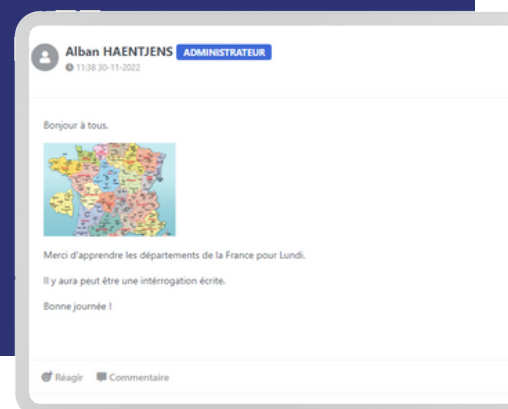 Alban HAENTJENS ADMINISTRATEUR
11:38 30-11-2022
Bonjour à tous.
Merci d'apprendre les départements de la France pour Lundi.
Il y aura peut être une intérrogation écrite.
Bonne journée !
Réagir Commentaire